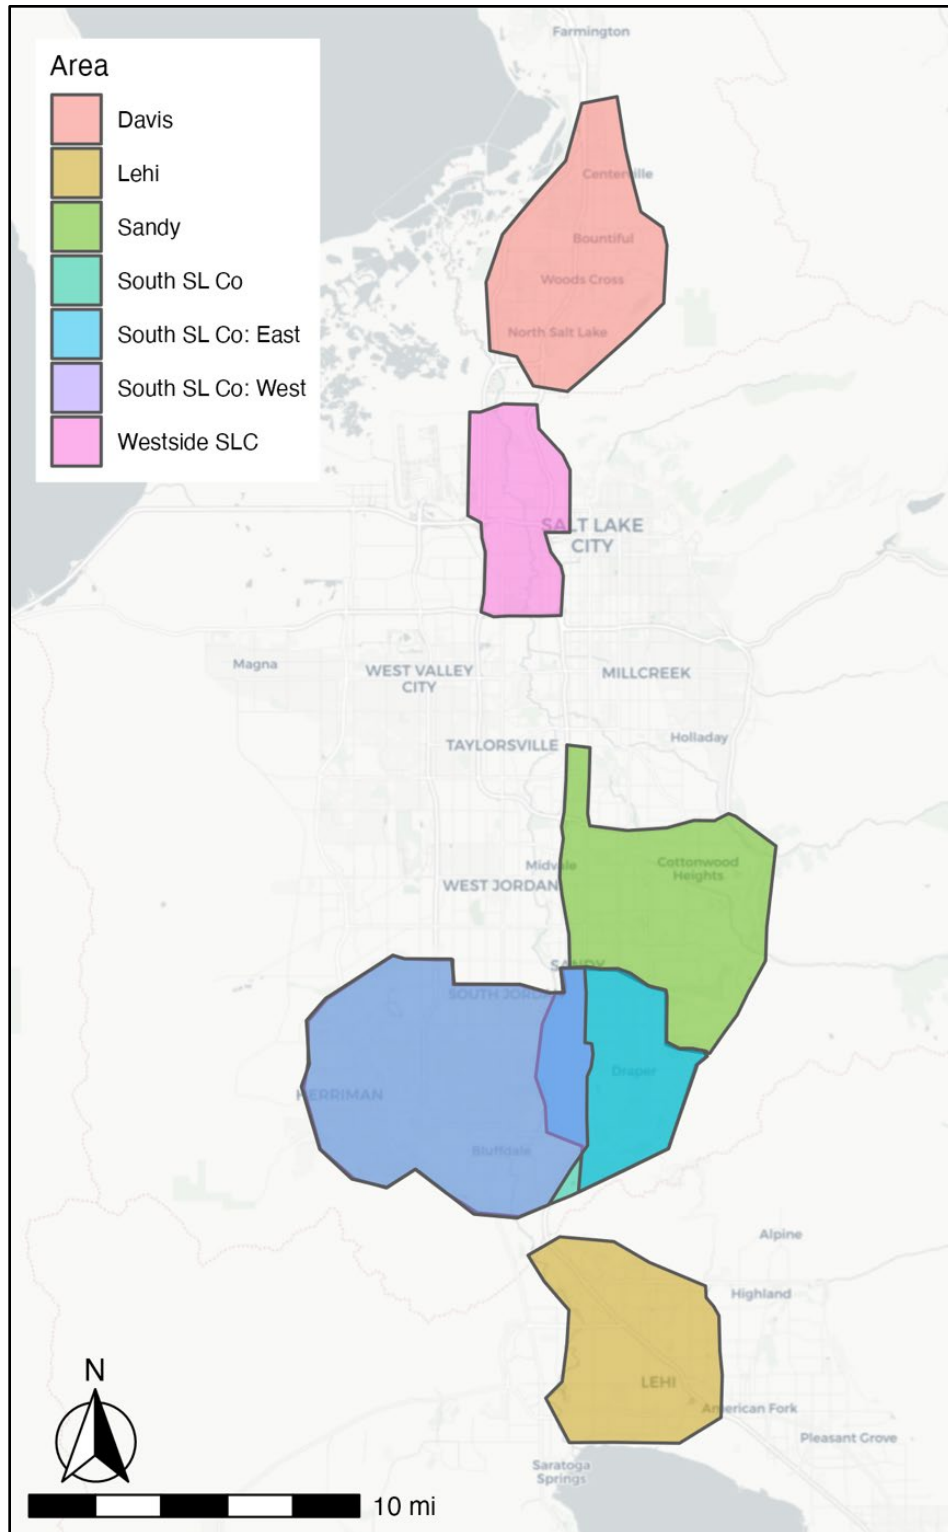 Farmington
Area
Davis
Lehi
Sandy
South SL Co
South SL Co: East
South SL Co: West
Westside SLC
Centerville
Bountiful
Woods Cross
North Salt Lake
SALT LAKE
CITY
Magna
WEST VALLEY
CITY
MILLCREEK
TAYLORSVILLE
Holladay
Midvale
Cottonwood
Heights
WEST JORDAN
SANDY
SOUTH JORDAN
Draper
HERRIMAN
Bluffdale
Alpine
Highland
LEHI
American Fork
Pleasant Grove
Saratoga
Springs
N
10 mi